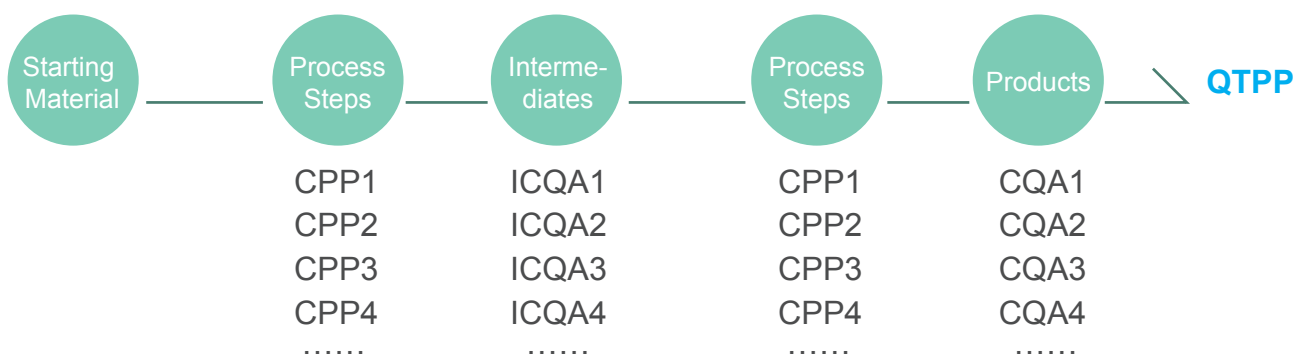 Starting
Material
Process
Steps
Interme-
diates
Process
Steps
Products
QTPP
CPP1 ICQA1 CPP1 CQA1
CPP2 ICQA2 CPP2 CQA2
CPP3 ICQA3 CPP3 CQA3
CPP4 ICQA4 CPP4 CQA4
...... ...... ...... ......